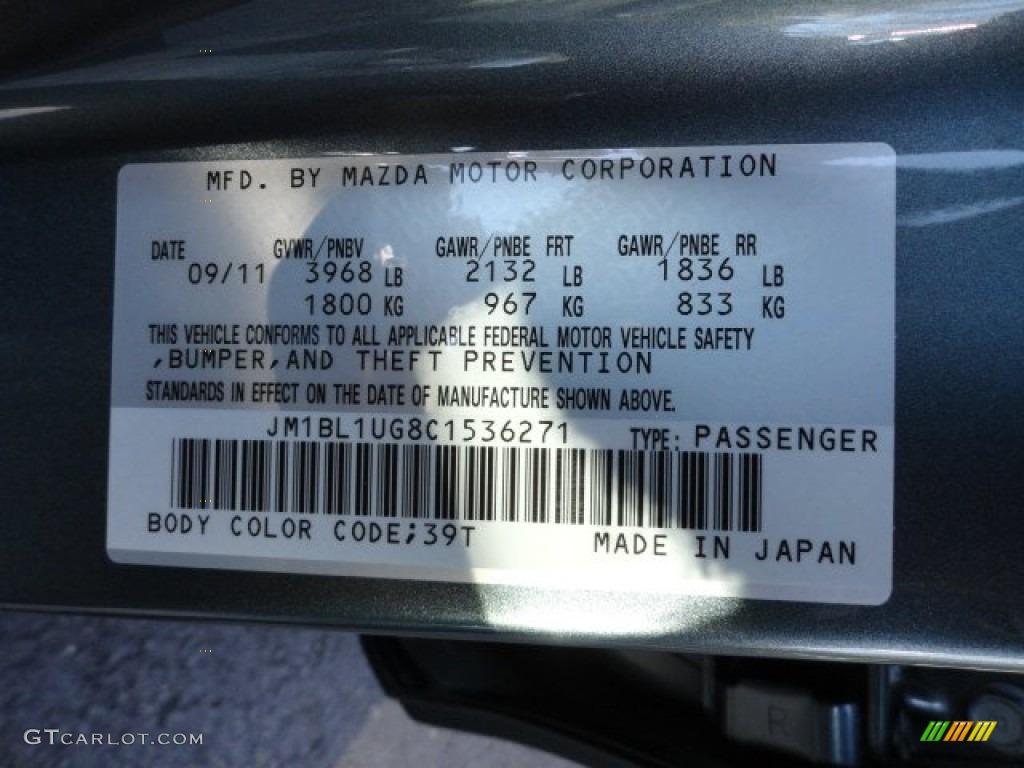 MFD. BY MAZDA MOTOR CORPORATION
DATE GVWR/PNBV GAWR/PNBE FRT GAWR/PNBE RR
09/11 3968 LB 2132 LB 1836 LB
1800 KG 967 KG 833 KG
THIS VEHICLE CONFORMS TO ALL APPLICABLE FEDERAL MOTOR VEHICLE SAFETY
,BUMPER,AND THEFT PREVENTION
STANDARDS IN EFFECT ON THE DATE OF MANUFACTURE SHOWN ABOVE.
JM1BL1UG8C1536271 TYPE: PASSENGER
BODY COLOR CODE;39T MADE IN JAPAN
R
GTCARLOT.COM